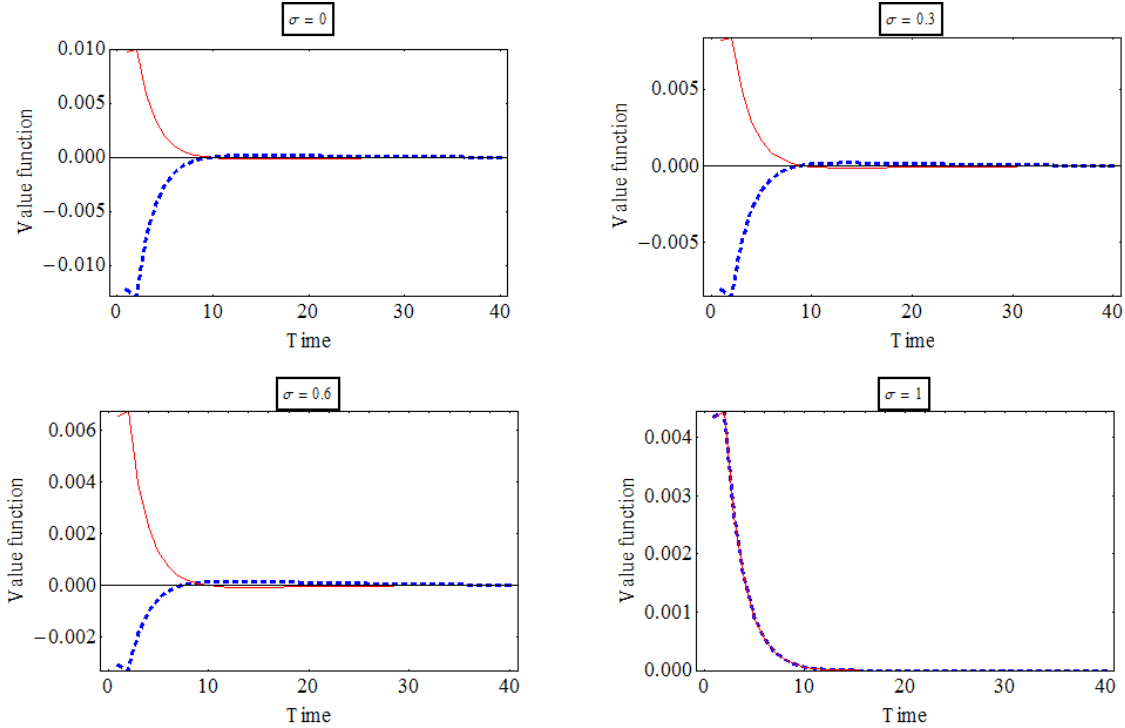 σ = 0
0.010
0.005
0.000
−0.005
−0.010
Value function
0 10 20 30 40
Time
σ = 0.3
0.005
0.000
−0.005
Value function
0 10 20 30 40
Time
σ = 0.6
0.006
0.004
0.002
0.000
−0.002
Value function
0 10 20 30 40
Time
σ = 1
0.004
0.003
0.002
0.001
0.000
Value function
0 10 20 30 40
Time